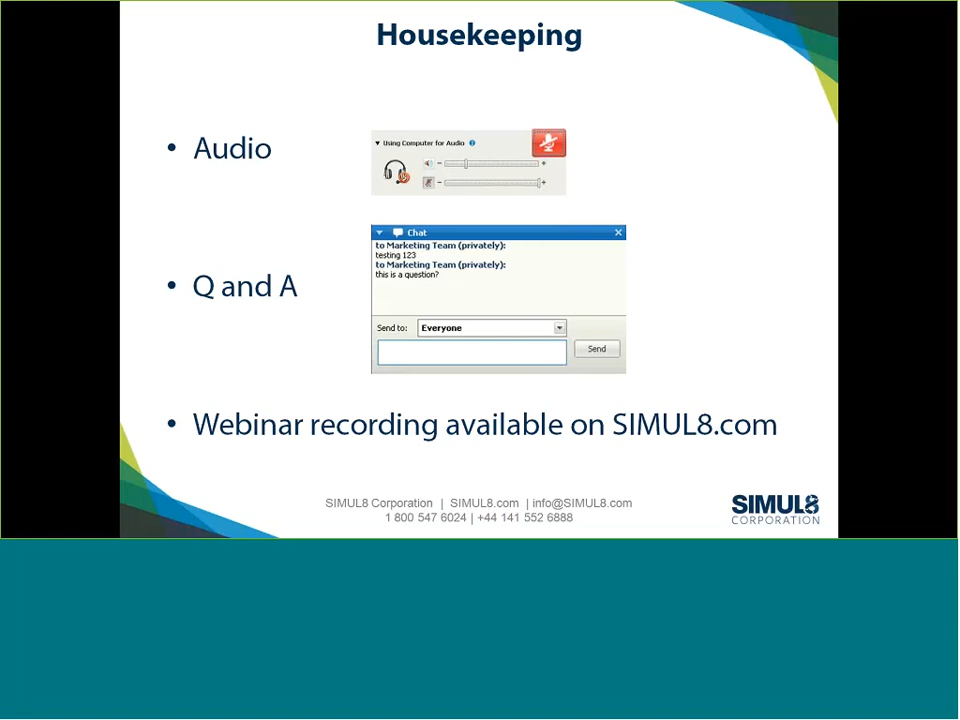 Housekeeping
• Audio
Using Computer for Audio
• Q and A
Chat
to Marketing Team (privately):
testing 123
to Marketing Team (privately):
this is a question?
Send to: Everyone
Send
• Webinar recording available on SIMUL8.com
SIMUL8 Corporation | SIMUL8.com | info@SIMUL8.com
1 800 547 6024 | +44 141 552 6888
SIMUL8
CORPORATION